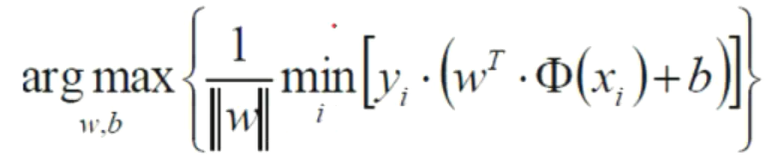 arg max_{w,b} { 1/‖w‖ min_i [ y_i · (w^T · Φ(x_i) + b) ] }